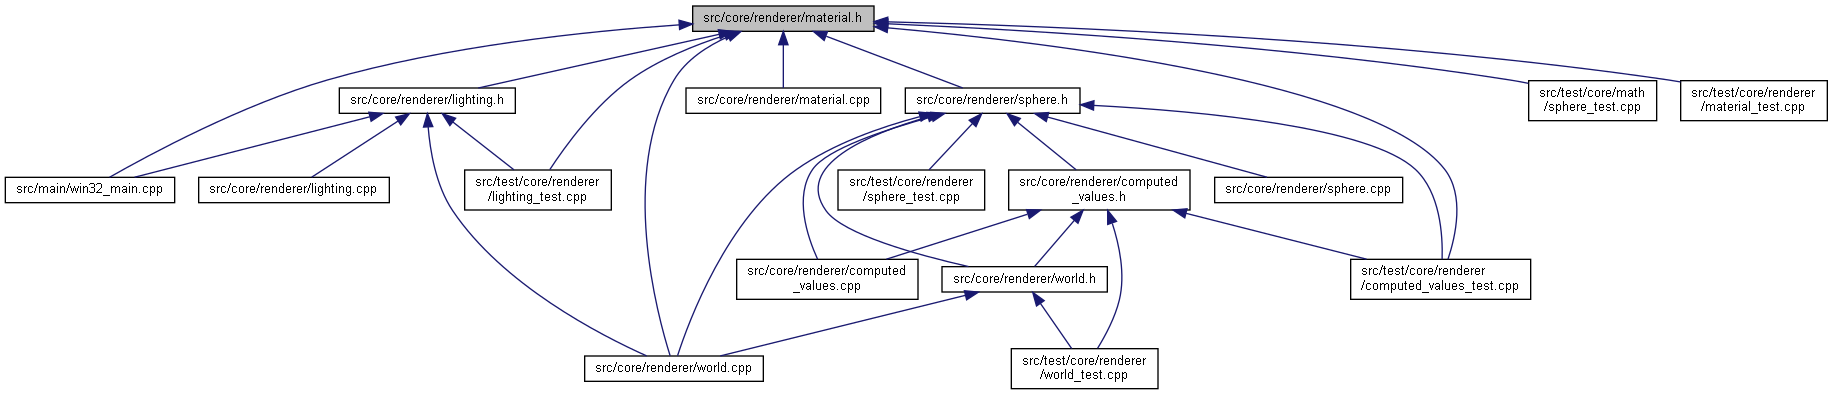 src/core/renderer/material.h
src/core/renderer/lighting.h
src/core/renderer/material.cpp
src/core/renderer/sphere.h
src/test/core/math
/sphere_test.cpp
src/test/core/renderer
/material_test.cpp
src/main/win32_main.cpp
src/core/renderer/lighting.cpp
src/test/core/renderer
/lighting_test.cpp
src/test/core/renderer
/sphere_test.cpp
src/core/renderer/computed
_values.h
src/core/renderer/sphere.cpp
src/core/renderer/computed
_values.cpp
src/core/renderer/world.h
src/test/core/renderer
/computed_values_test.cpp
src/core/renderer/world.cpp
src/test/core/renderer
/world_test.cpp